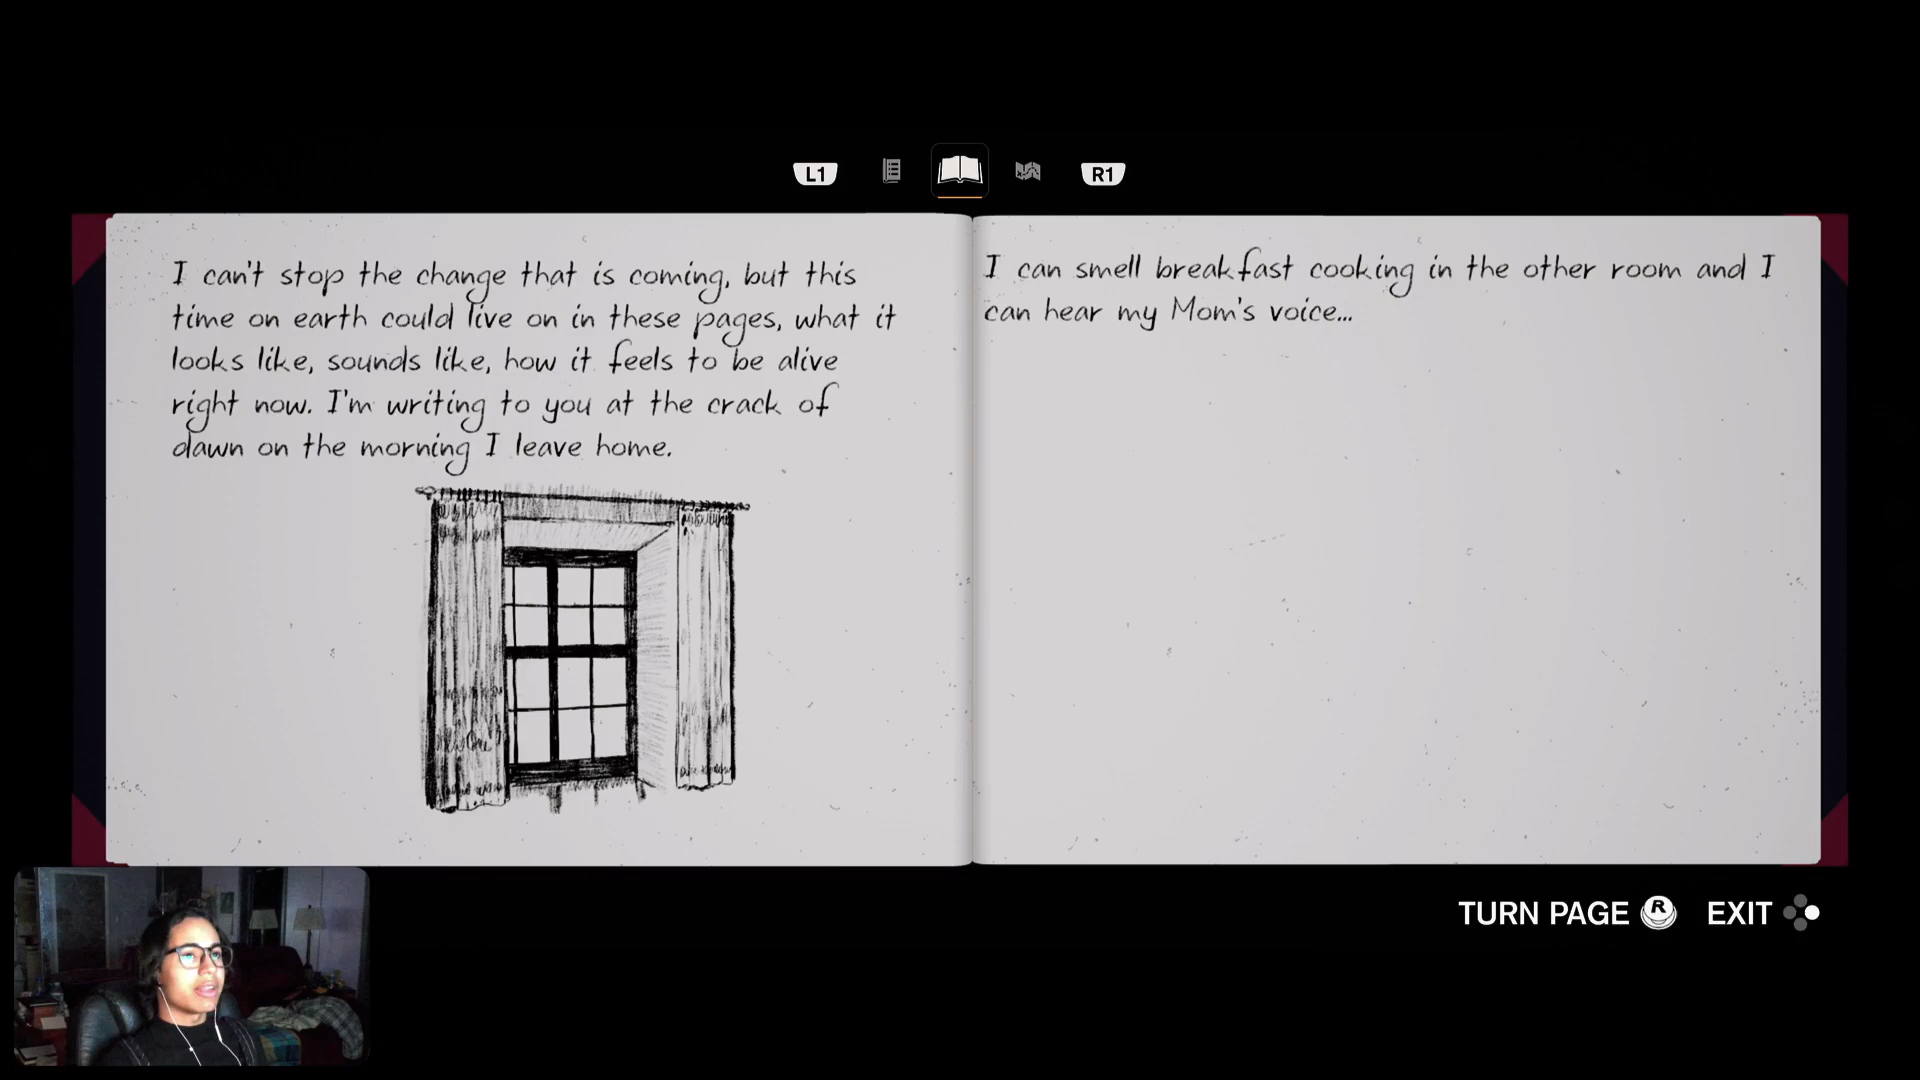 L1
R1
I can't stop the change that is coming, but this
time on earth could live on in these pages, what it
looks like, sounds like, how it feels to be alive
right now. I'm writing to you at the crack of
dawn on the morning I leave home.
I can smell breakfast cooking in the other room and I
can hear my Mom's voice...
TURN PAGE R EXIT